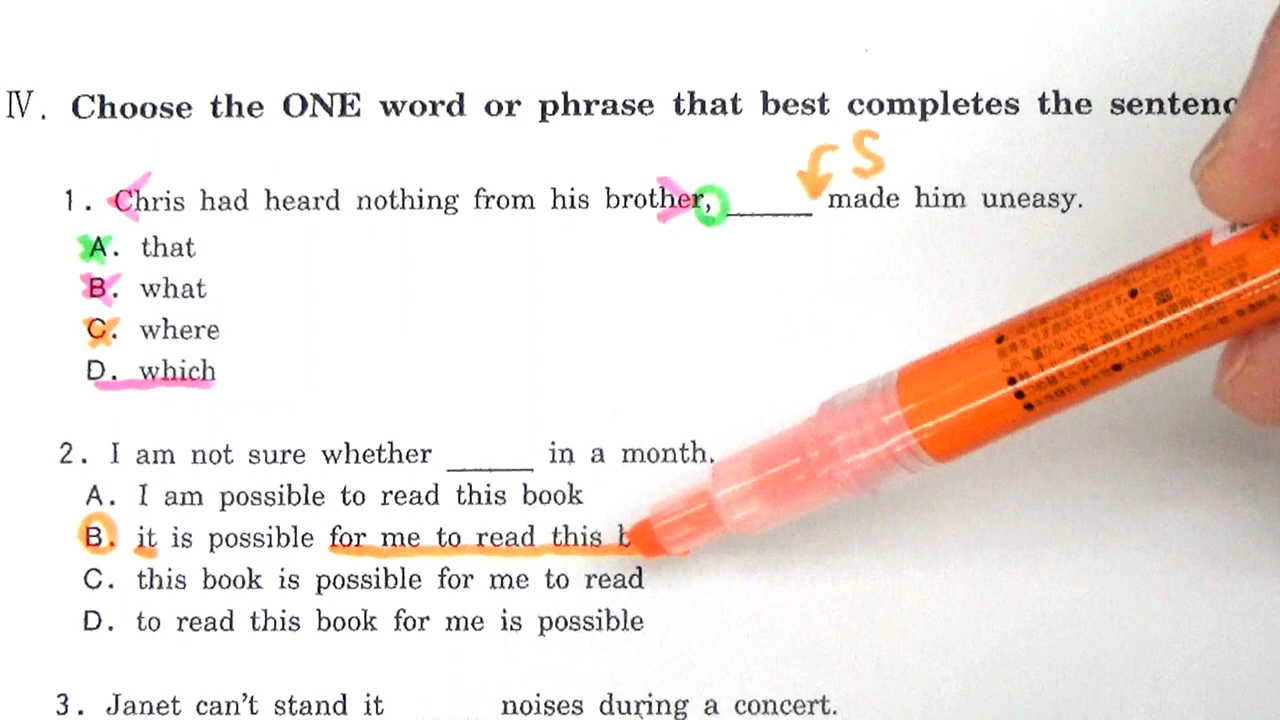 Ⅳ. Choose the ONE word or phrase that best completes the sentenc
S
1. Chris had heard nothing from his brother, _____ made him uneasy.
A. that
B. what
C. where
D. which
2. I am not sure whether _____ in a month.
A. I am possible to read this book
B. it is possible for me to read this b
C. this book is possible for me to read
D. to read this book for me is possible
3. Janet can't stand it _____ noises during a concert.